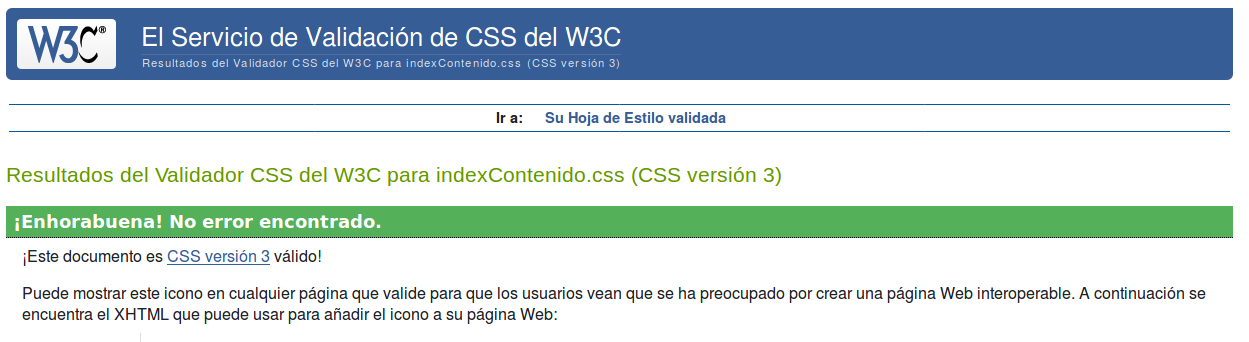 W3C®
El Servicio de Validación de CSS del W3C
Resultados del Validador CSS del W3C para indexContenido.css (CSS versión 3)
Ir a: Su Hoja de Estilo validada
Resultados del Validador CSS del W3C para indexContenido.css (CSS versión 3)
¡Enhorabuena! No error encontrado.
¡Este documento es CSS versión 3 válido!
Puede mostrar este icono en cualquier página que valide para que los usuarios vean que se ha preocupado por crear una página Web interoperable. A continuación se
encuentra el XHTML que puede usar para añadir el icono a su página Web: